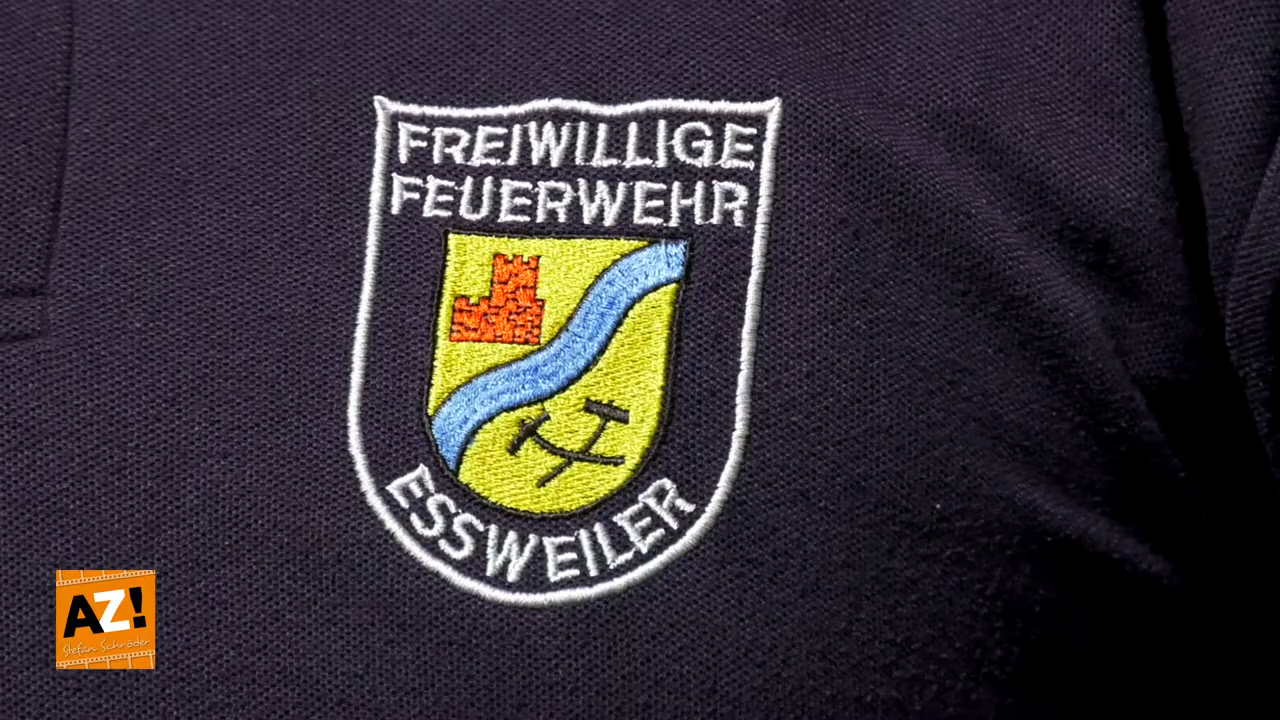 FREIWILLIGE
FEUERWEHR
ESSWEILER
AZ!
Stefan Schröder